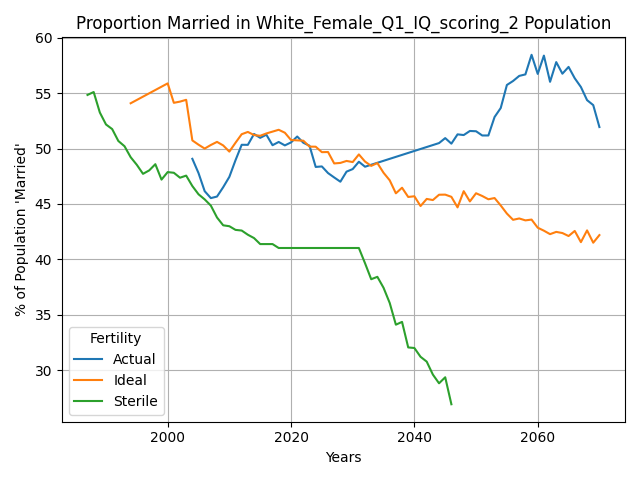 Proportion Married in White_Female_Q1_IQ_scoring_2 Population
% of Population 'Married'
60
55
50
45
40
35
30
Fertility
Actual
Ideal
Sterile
2000
2020
2040
2060
Years